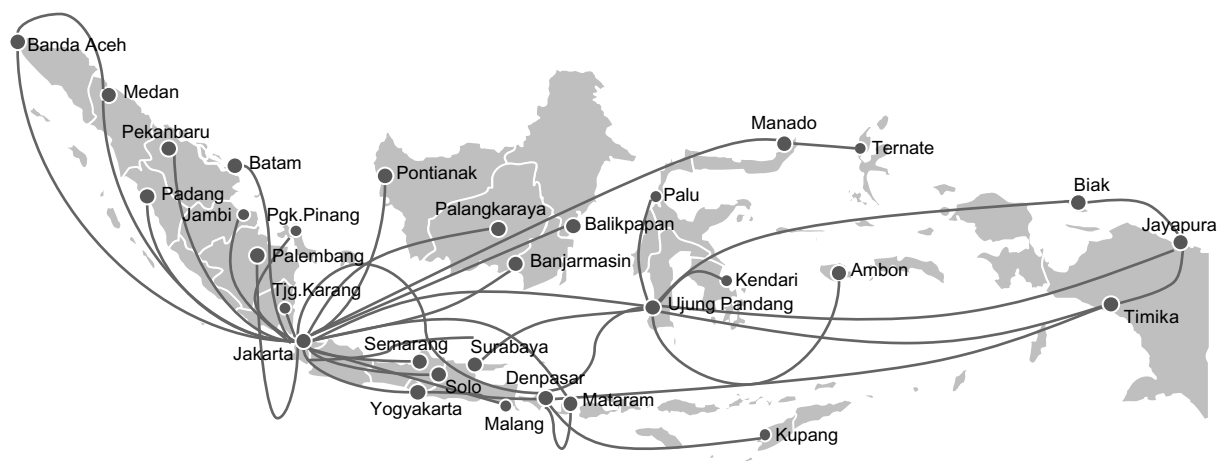 Banda Aceh
Medan
Pekanbaru
Batam
Padang
Jambi
Pgk.Pinang
Palembang
Tjg.Karang
Jakarta
Pontianak
Palangkaraya
Balikpapan
Banjarmasin
Semarang
Surabaya
Solo
Yogyakarta
Malang
Denpasar
Mataram
Kupang
Manado
Ternate
Palu
Kendari
Ujung Pandang
Ambon
Biak
Jayapura
Timika